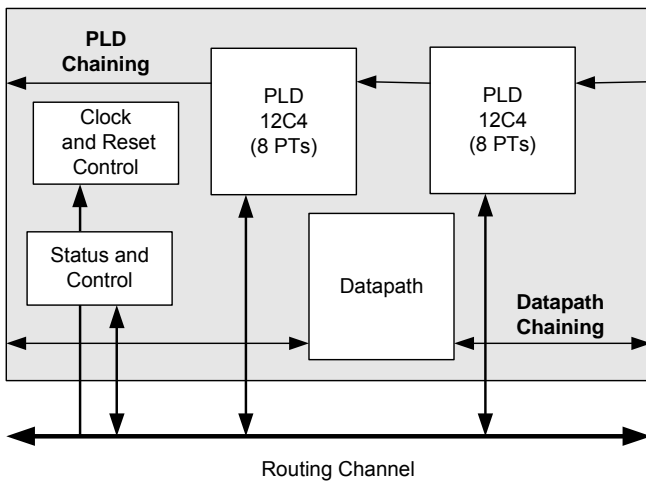 PLD
Chaining
PLD
12C4
(8 PTs)
PLD
12C4
(8 PTs)
Clock
and Reset
Control
Status and
Control
Datapath
Datapath
Chaining
Routing Channel